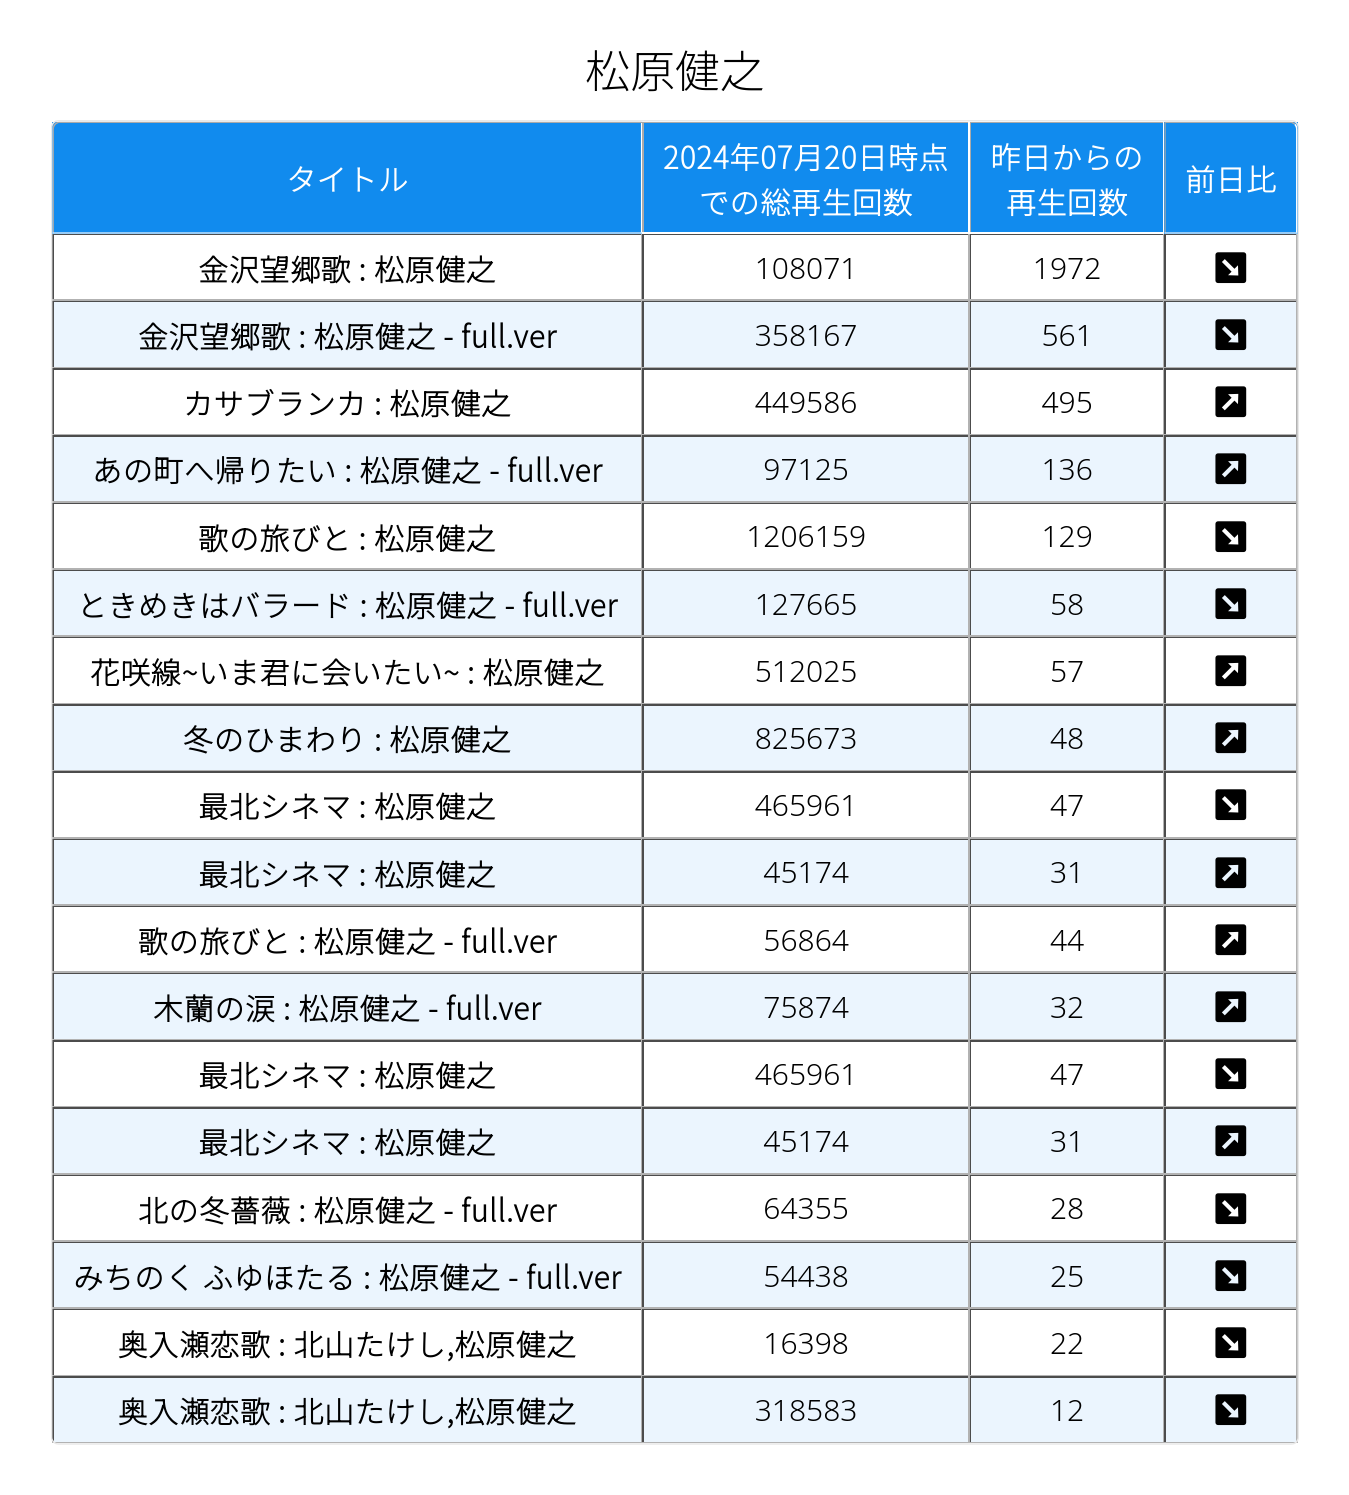 松原健之
タイトル 2024年07月20日時点での総再生回数 昨日からの再生回数 前日比
金沢望郷歌 : 松原健之 108071 1972 ↘
金沢望郷歌 : 松原健之 - full.ver 358167 561 ↘
カサブランカ : 松原健之 449586 495 ↗
あの町へ帰りたい : 松原健之 - full.ver 97125 136 ↗
歌の旅びと : 松原健之 1206159 129 ↘
ときめきはバラード : 松原健之 - full.ver 127665 58 ↘
花咲線~いま君に会いたい~ : 松原健之 512025 57 ↗
冬のひまわり : 松原健之 825673 48 ↗
最北シネマ : 松原健之 465961 47 ↘
最北シネマ : 松原健之 45174 31 ↗
歌の旅びと : 松原健之 - full.ver 56864 44 ↗
木蘭の涙 : 松原健之 - full.ver 75874 32 ↗
最北シネマ : 松原健之 465961 47 ↘
最北シネマ : 松原健之 45174 31 ↗
北の冬薔薇 : 松原健之 - full.ver 64355 28 ↘
みちのく ふゆほたる : 松原健之 - full.ver 54438 25 ↘
奥入瀬恋歌 : 北山たけし,松原健之 16398 22 ↘
奥入瀬恋歌 : 北山たけし,松原健之 318583 12 ↘